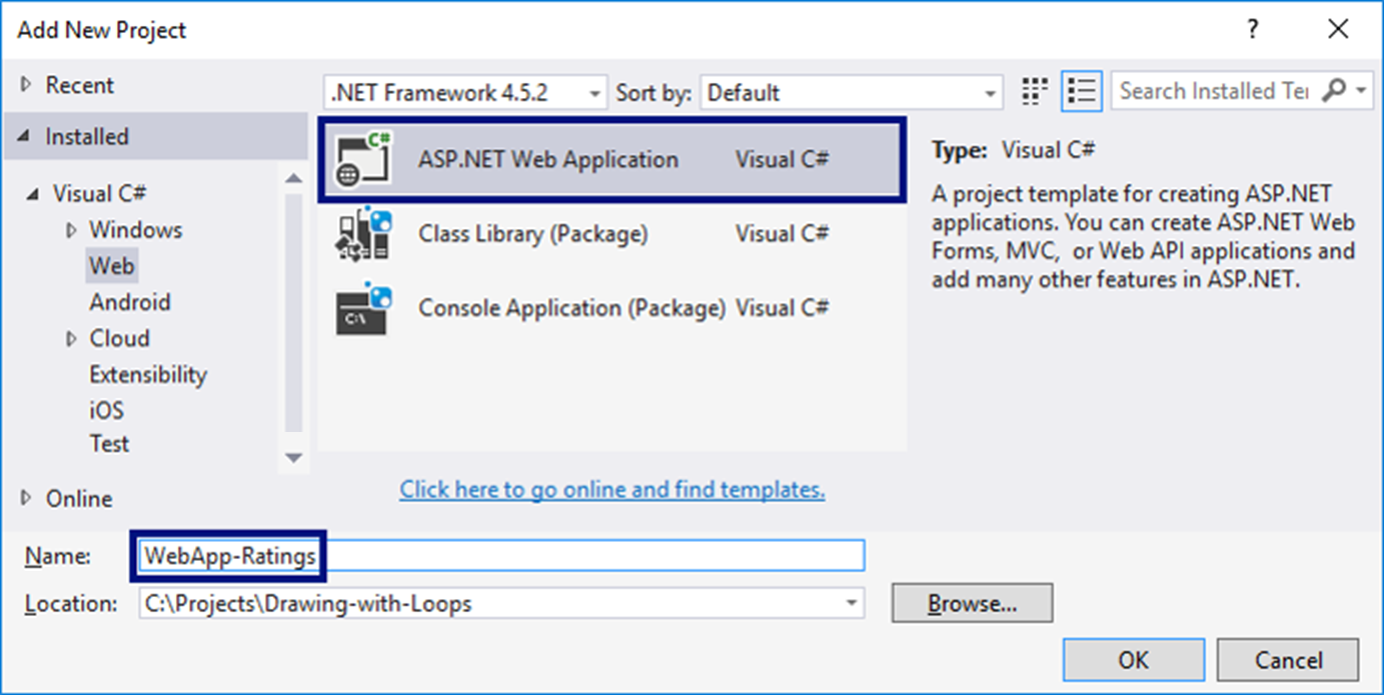 Add New Project
?
Recent
.NET Framework 4.5.2 Sort by: Default Search Installed Te
Installed
Visual C#
Windows
Web
Android
Cloud
Extensibility
iOS
Test
Online
C# ASP.NET Web Application Visual C#
Class Library (Package) Visual C#
C:\ Console Application (Package) Visual C#
Click here to go online and find templates.
Type: Visual C#
A project template for creating ASP.NET
applications. You can create ASP.NET Web
Forms, MVC, or Web API applications and
add many other features in ASP.NET.
Name: WebApp-Ratings
Location: C:\Projects\Drawing-with-Loops Browse...
OK Cancel